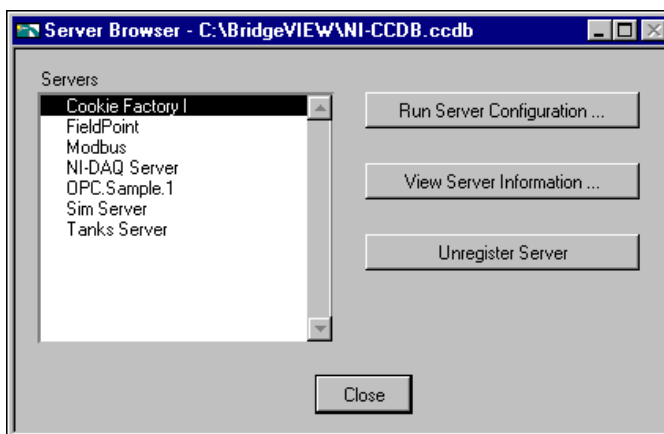 Server Browser - C:\BridgeVIEW\NI-CCDB.ccdb
Servers
Cookie Factory I
FieldPoint
Modbus
NI-DAQ Server
OPC.Sample.1
Sim Server
Tanks Server
Run Server Configuration ...
View Server Information ...
Unregister Server
Close